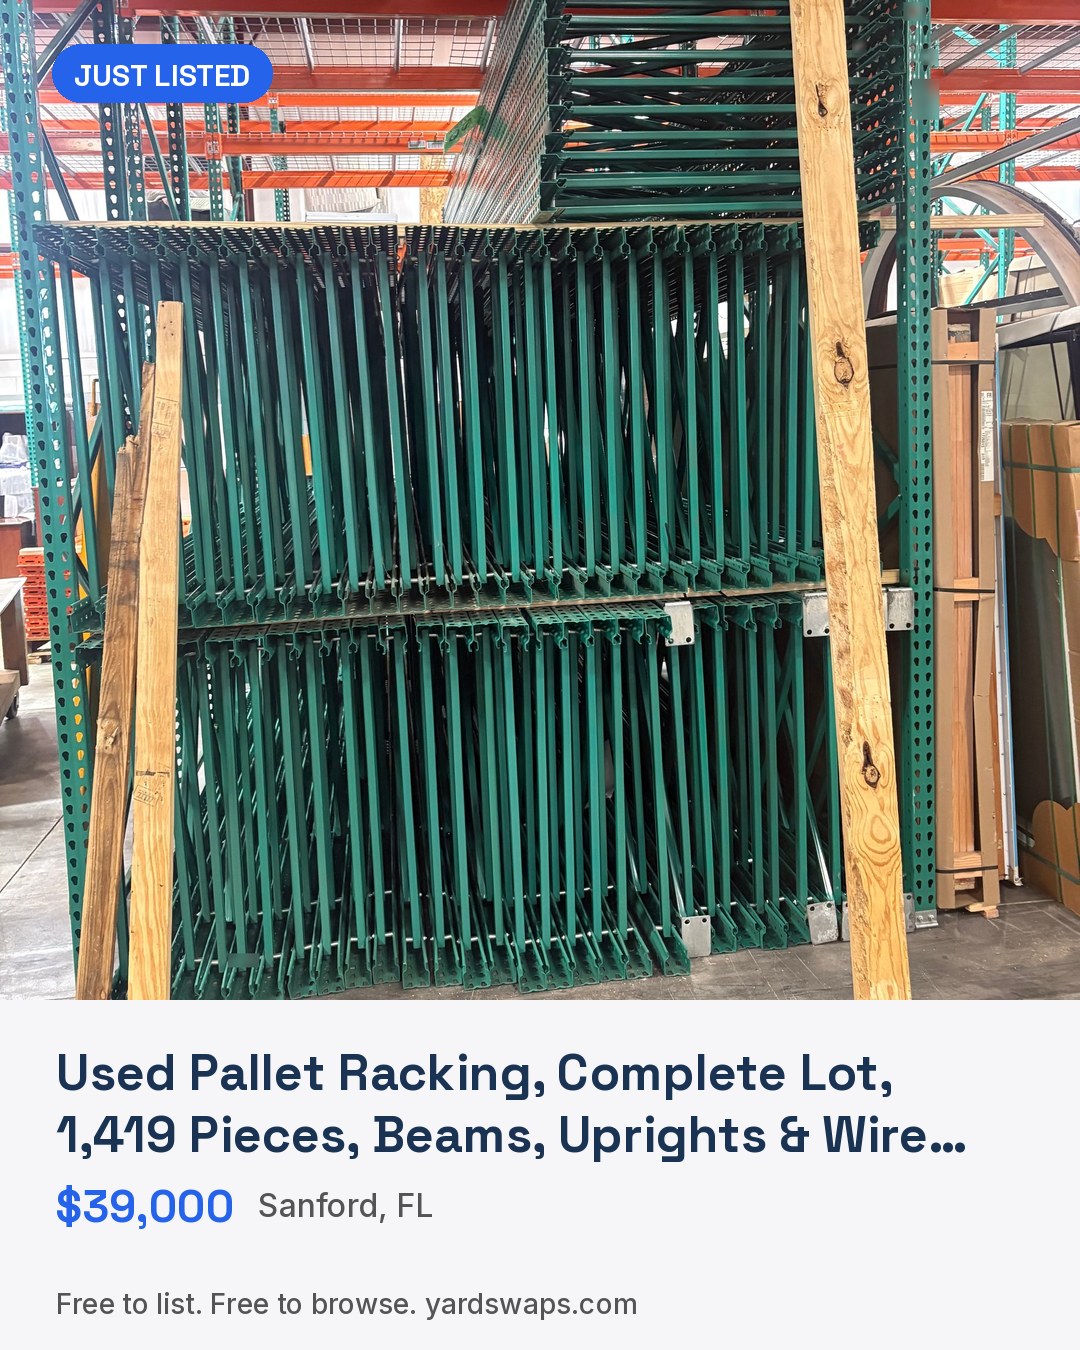 JUST LISTED
Used Pallet Racking, Complete Lot,
1,419 Pieces, Beams, Uprights & Wire...
$39,000 Sanford, FL
Free to list. Free to browse. yardswaps.com